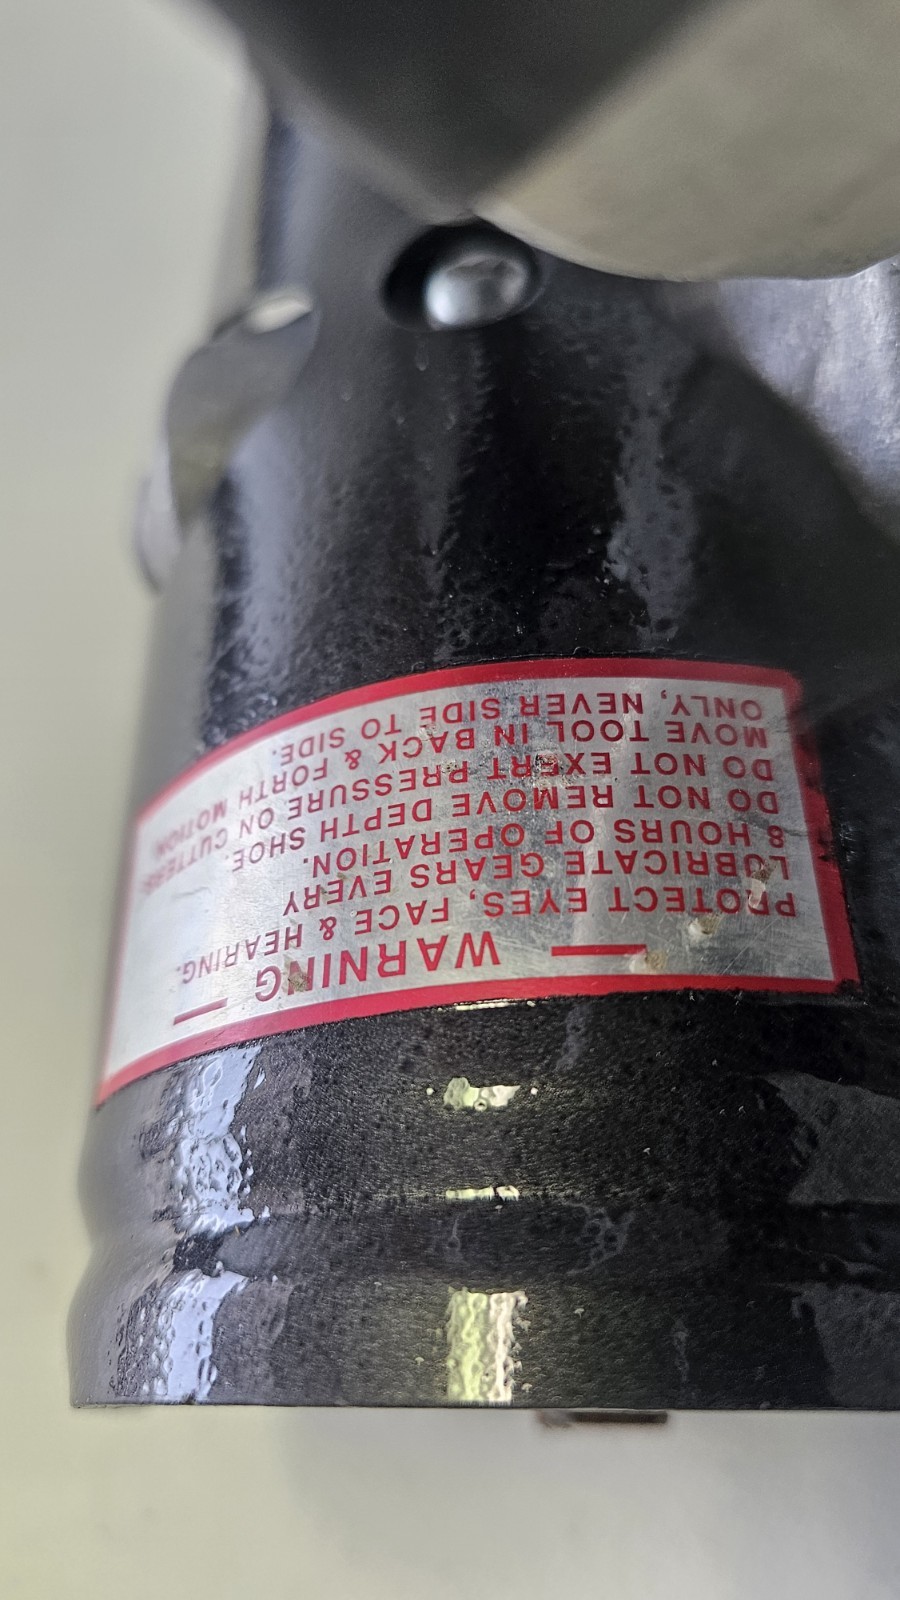 — WARNING —
PROTECT EYES, FACE & HEARING.
LUBRICATE GEARS EVERY
8 HOURS OF OPERATION.
DO NOT REMOVE DEPTH SHOE.
DO NOT EXERT PRESSURE ON CUTTERS.
MOVE TOOL IN BACK & FORTH MOTION
ONLY, NEVER SIDE TO SIDE.